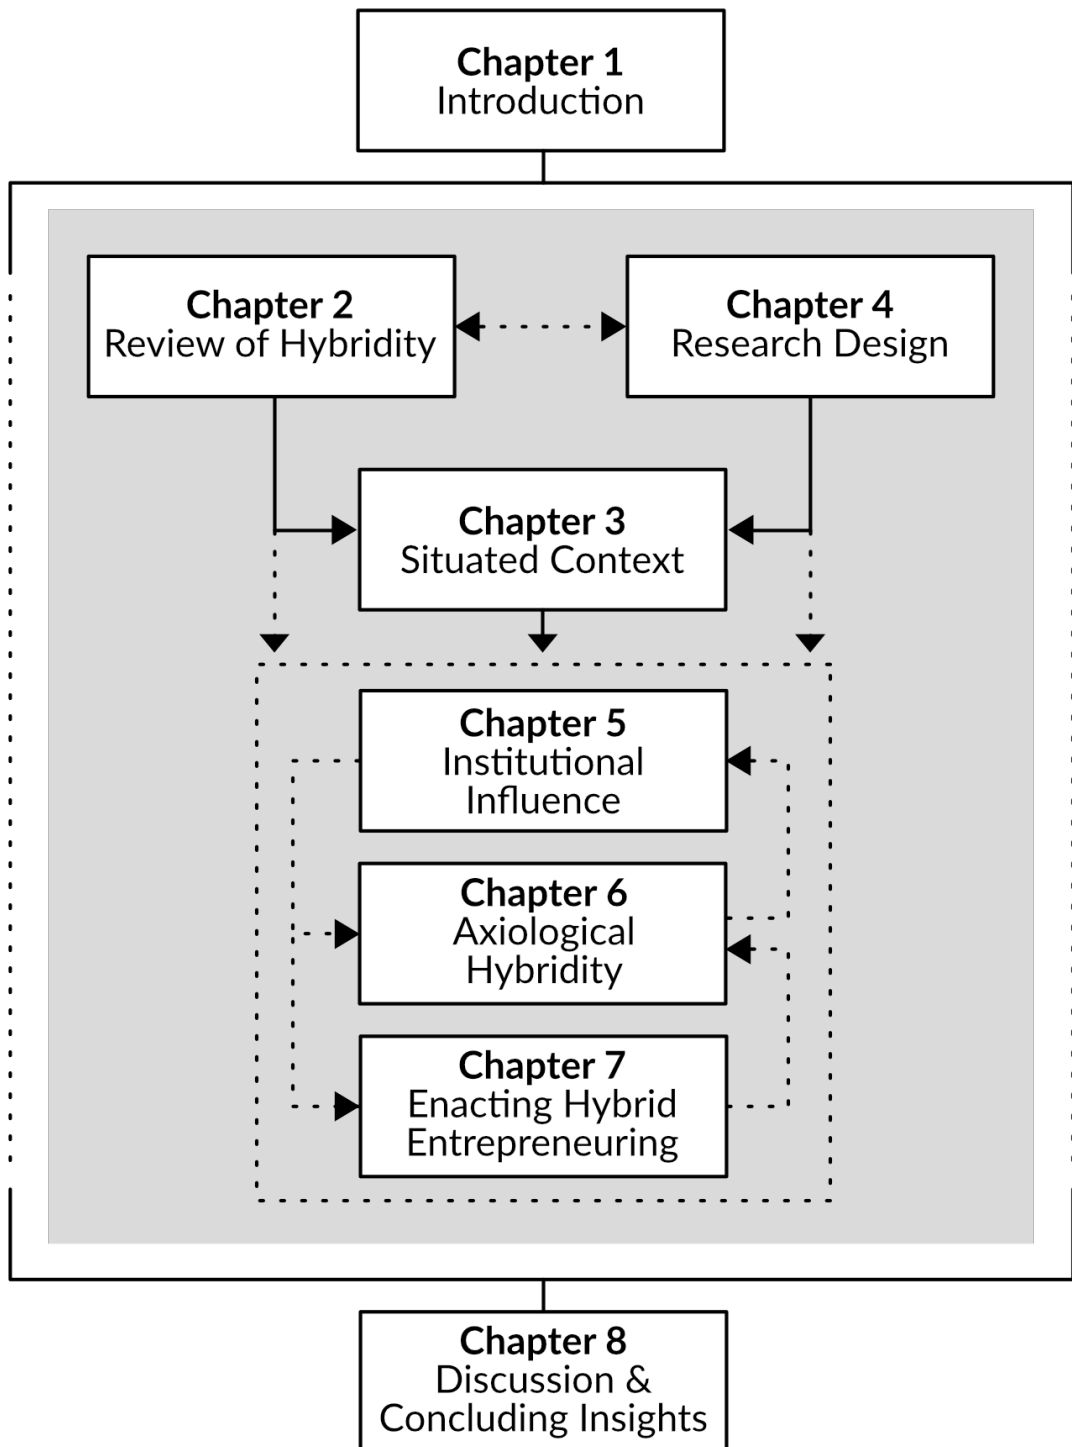 Chapter 1
Introduction
Chapter 2
Review of Hybridity
Chapter 4
Research Design
Chapter 3
Situated Context
Chapter 5
Institutional
Influence
Chapter 6
Axiological
Hybridity
Chapter 7
Enacting Hybrid
Entrepreneuring
Chapter 8
Discussion &
Concluding Insights